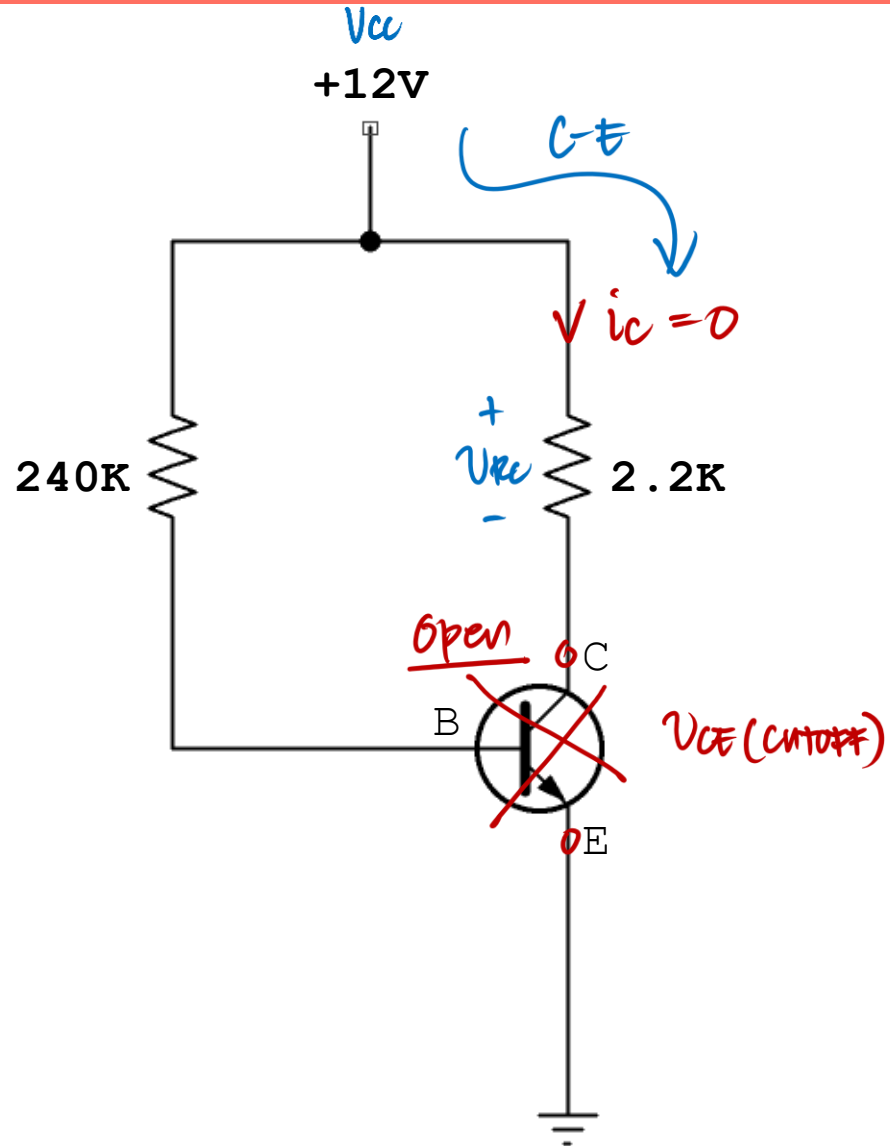 Vcc
+12V
C-E
ic = 0
+
240K
VRC
2.2K
-
open
C
B
VCE (CUTOFF)
E